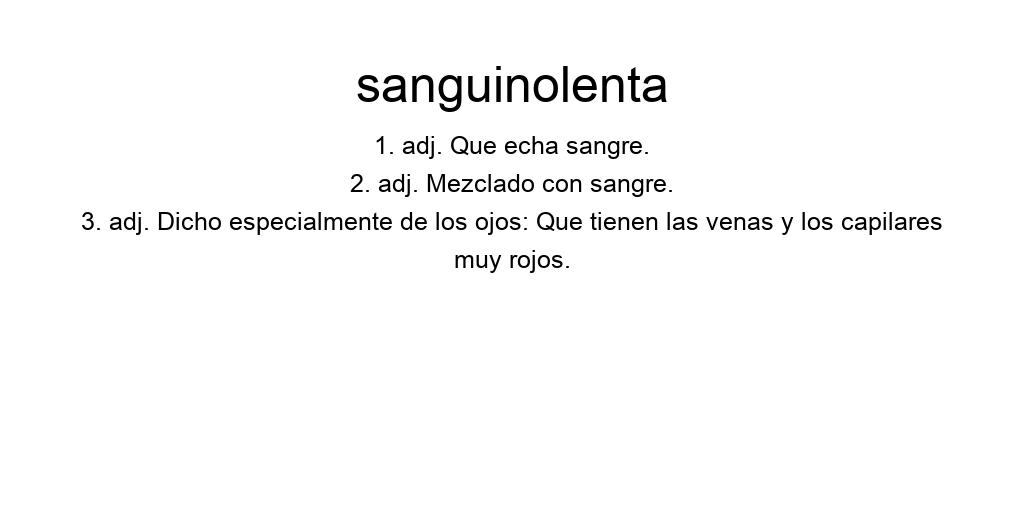 sanguinolenta
1. adj. Que echa sangre.
2. adj. Mezclado con sangre.
3. adj. Dicho especialmente de los ojos: Que tienen las venas y los capilares
muy rojos.